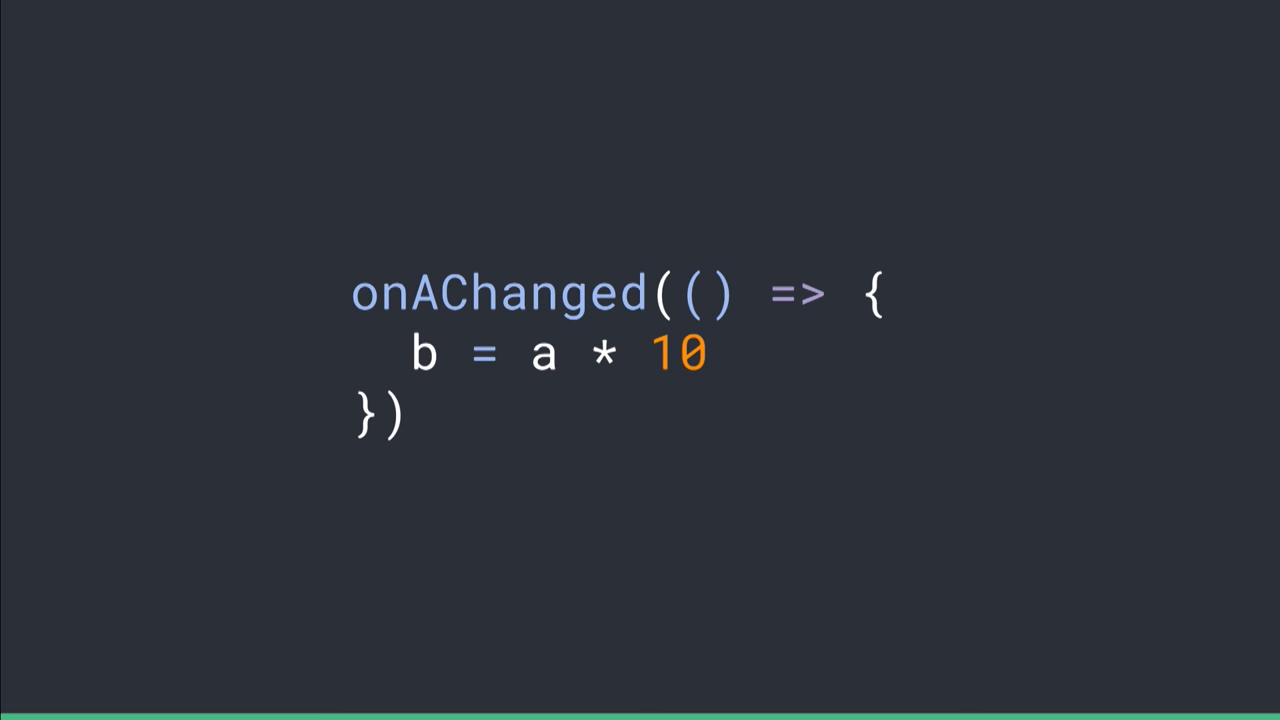 onAChanged(() => {
  b = a * 10
})